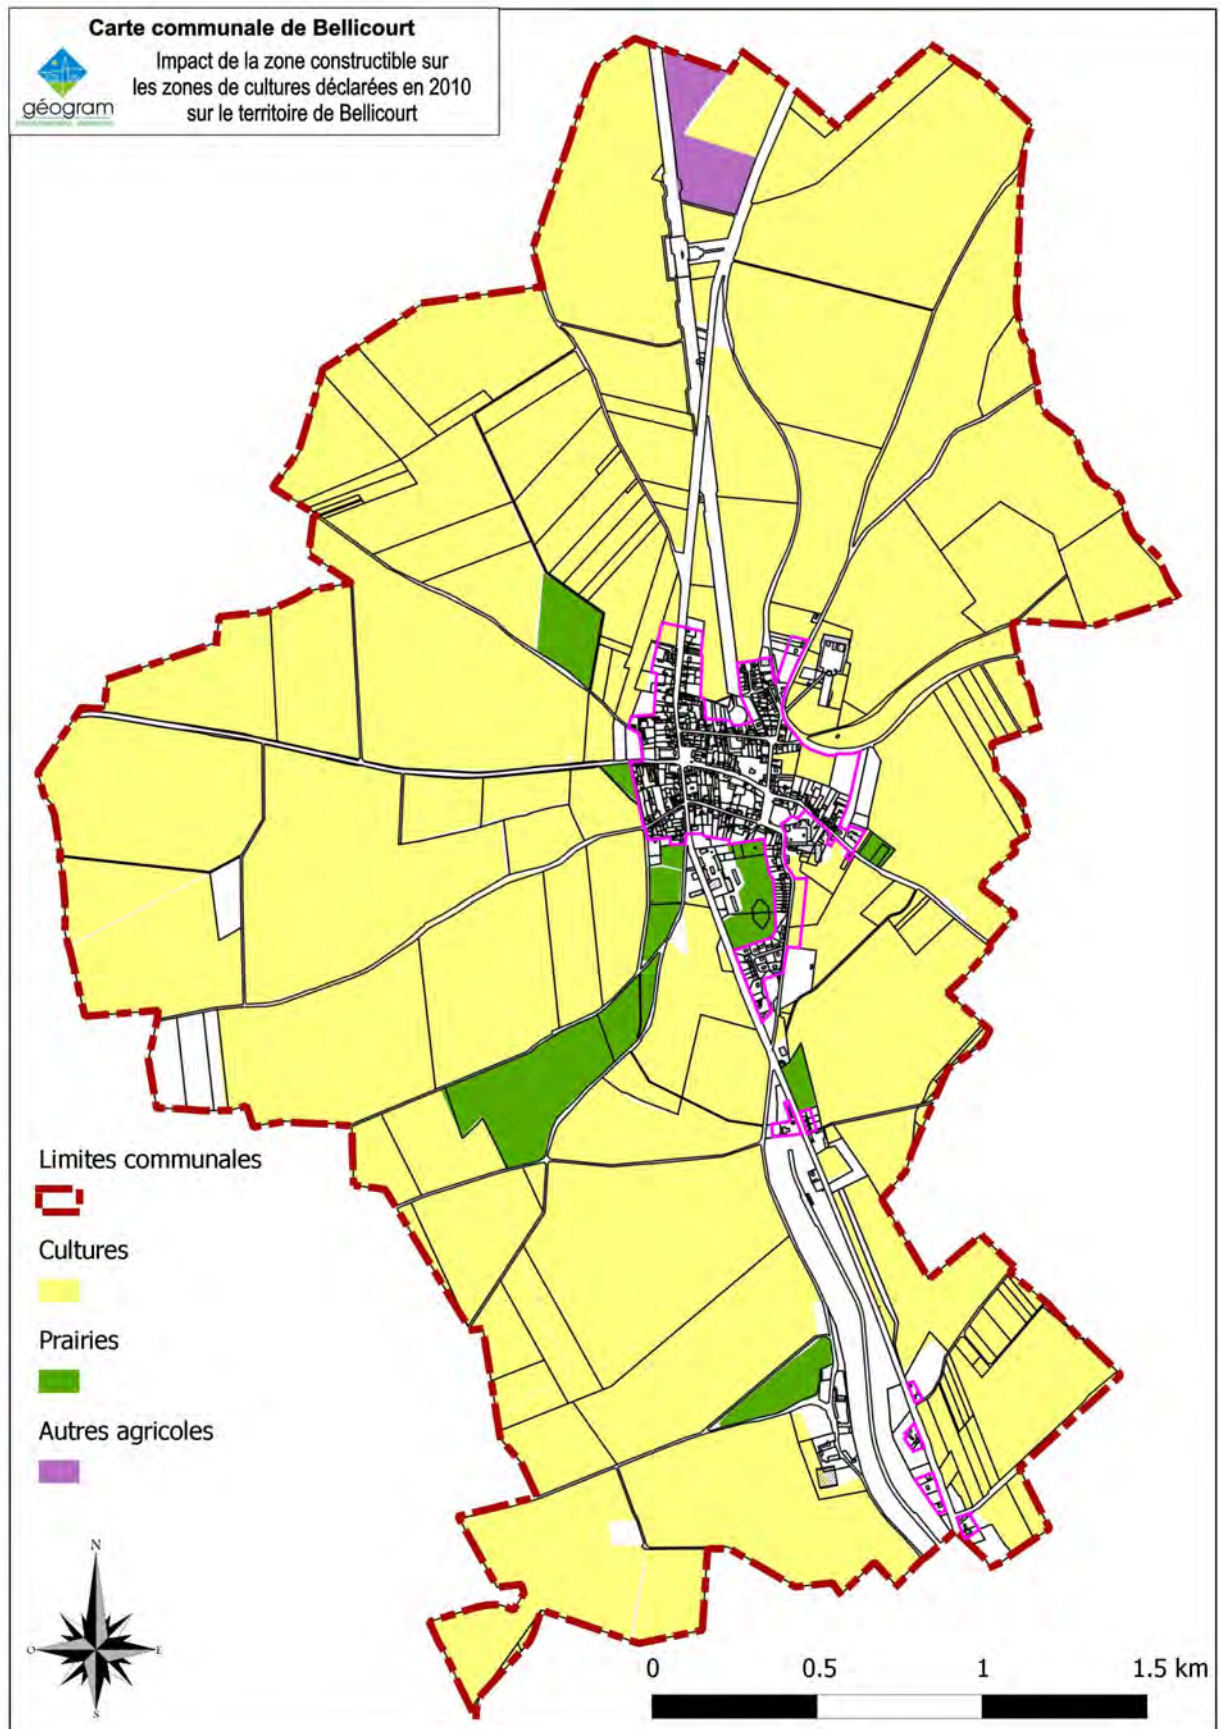 Carte communale de Bellicourt
Impact de la zone constructible sur
les zones de cultures déclarées en 2010
sur le territoire de Bellicourt
géogram
Limites communales
Cultures
Prairies
Autres agricoles
N
O
E
S
0 0.5 1 1.5 km